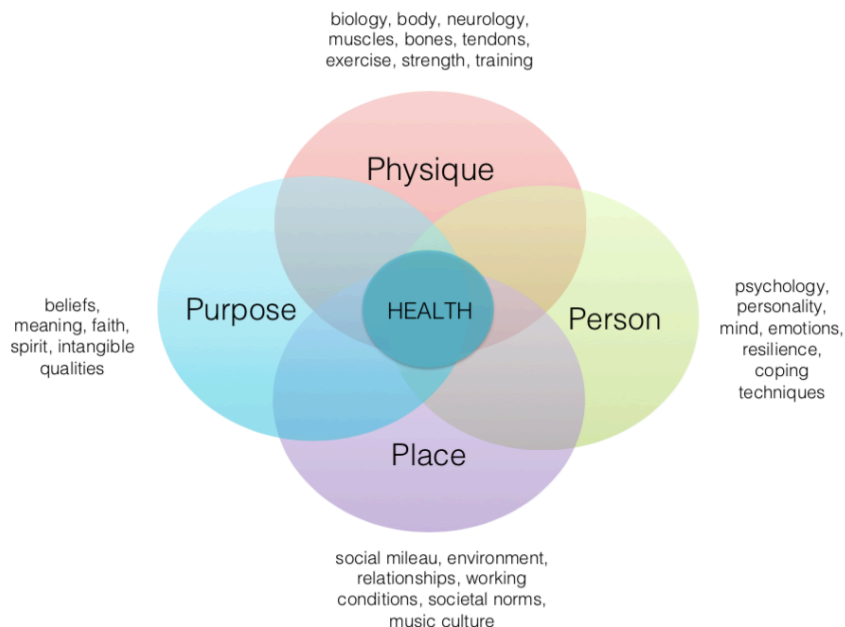 biology, body, neurology,
muscles, bones, tendons,
exercise, strength, training
Physique
beliefs,
meaning, faith,
spirit, intangible
qualities
Purpose
HEALTH
Person
psychology,
personality,
mind, emotions,
resilience,
coping
techniques
Place
social mileau, environment,
relationships, working
conditions, societal norms,
music culture